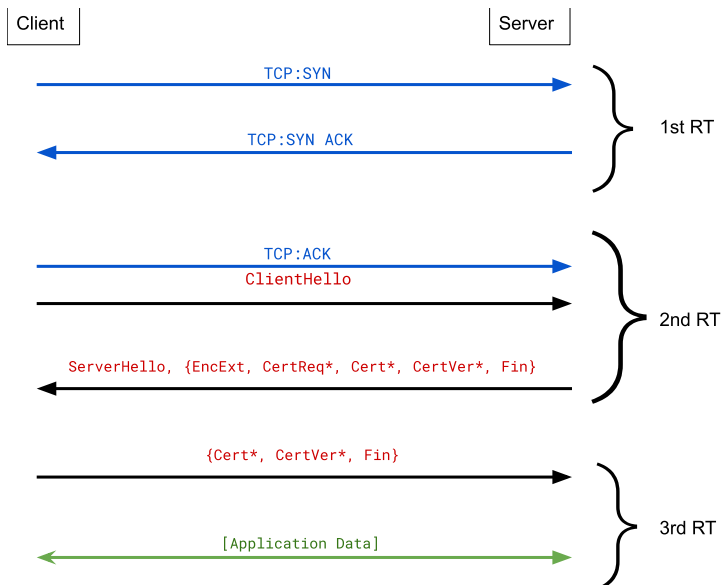 Client
Server
TCP:SYN
1st RT
TCP:SYN ACK
TCP:ACK
ClientHello
2nd RT
ServerHello, {EncExt, CertReq*, Cert*, CertVer*, Fin}
{Cert*, CertVer*, Fin}
3rd RT
[Application Data]